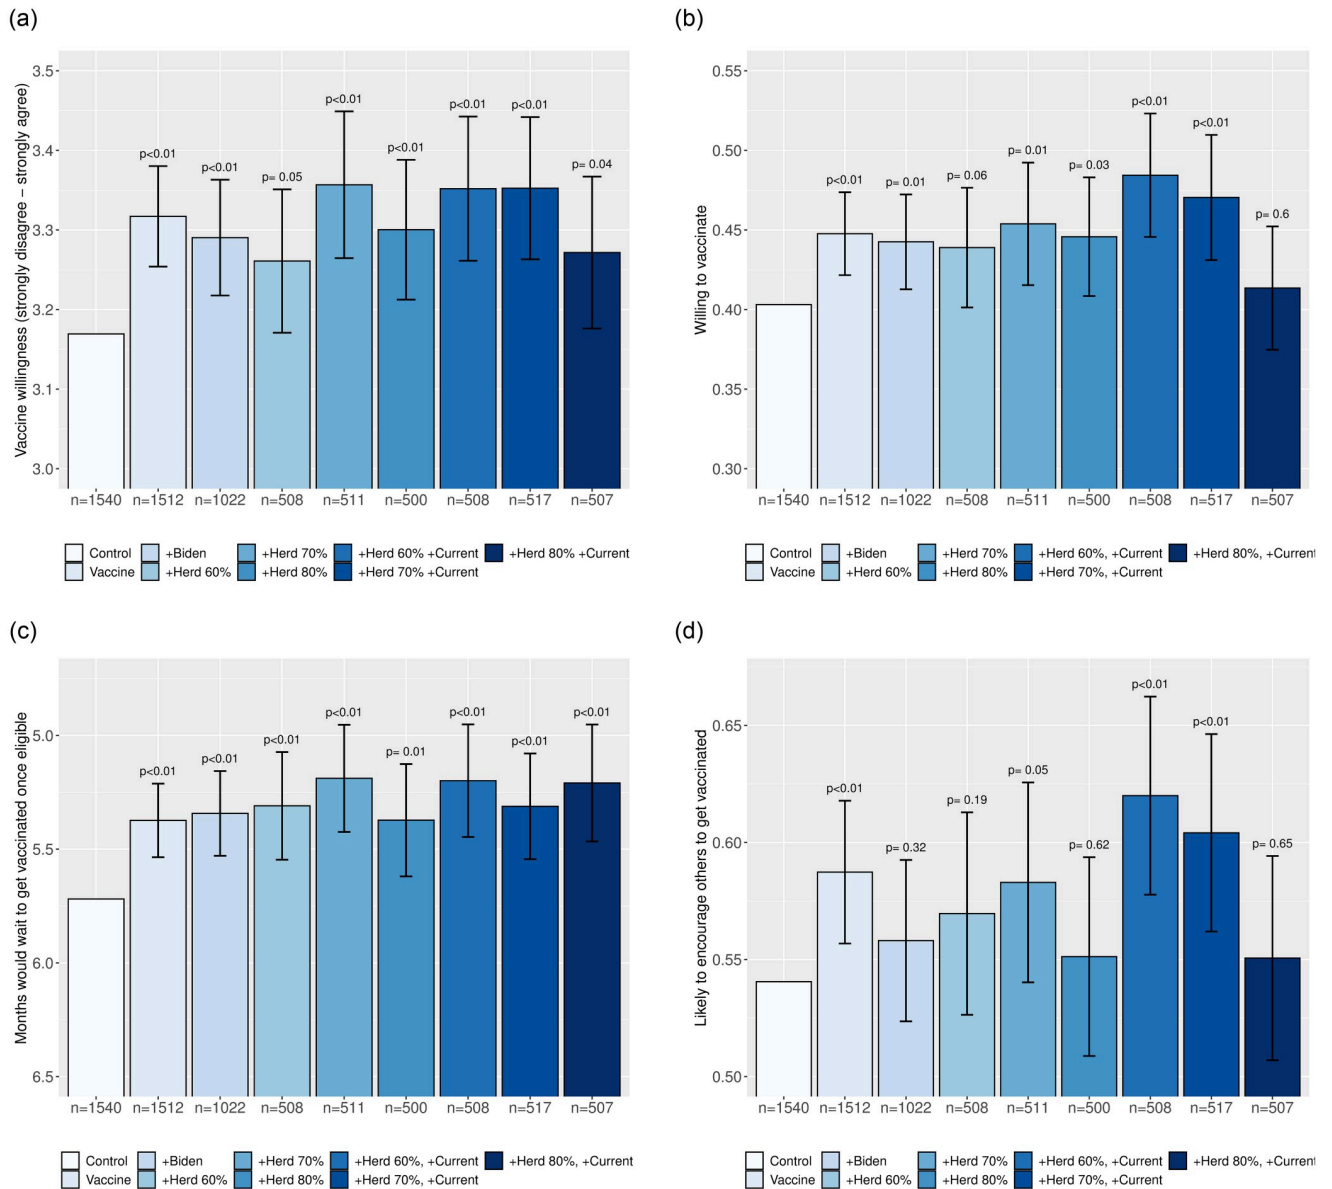 (a)
Vaccine willingness (strongly disagree − strongly agree)
3.5
3.4
3.3
3.2
3.1
3.0
p<0.01
p<0.01
p= 0.05
p<0.01
p<0.01
p<0.01
p<0.01
p= 0.04
n=1540 n=1512 n=1022 n=508 n=511 n=500 n=508 n=517 n=507
Control +Biden +Herd 70% +Herd 60% +Current +Herd 80% +Current
Vaccine +Herd 60% +Herd 80% +Herd 70% +Current
(b)
Willing to vaccinate
0.55
0.50
0.45
0.40
0.35
0.30
p<0.01
p= 0.01
p= 0.06
p= 0.01
p= 0.03
p<0.01
p<0.01
p= 0.6
n=1540 n=1512 n=1022 n=508 n=511 n=500 n=508 n=517 n=507
Control +Biden +Herd 70% +Herd 60%, +Current +Herd 80%, +Current
Vaccine +Herd 60% +Herd 80% +Herd 70%, +Current
(c)
Months would wait to get vaccinated once eligible
5.0
5.5
6.0
6.5
p<0.01
p<0.01
p<0.01
p<0.01
p= 0.01
p<0.01
p<0.01
p<0.01
n=1540 n=1512 n=1022 n=508 n=511 n=500 n=508 n=517 n=507
Control +Biden +Herd 70% +Herd 60%, +Current +Herd 80%, +Current
Vaccine +Herd 60% +Herd 80% +Herd 70%, +Current
(d)
Likely to encourage others to get vaccinated
0.65
0.60
0.55
0.50
p<0.01
p= 0.32
p= 0.19
p= 0.05
p= 0.62
p<0.01
p<0.01
p= 0.65
n=1540 n=1512 n=1022 n=508 n=511 n=500 n=508 n=517 n=507
Control +Biden +Herd 70% +Herd 60%, +Current +Herd 80%, +Current
Vaccine +Herd 60% +Herd 80% +Herd 70%, +Current